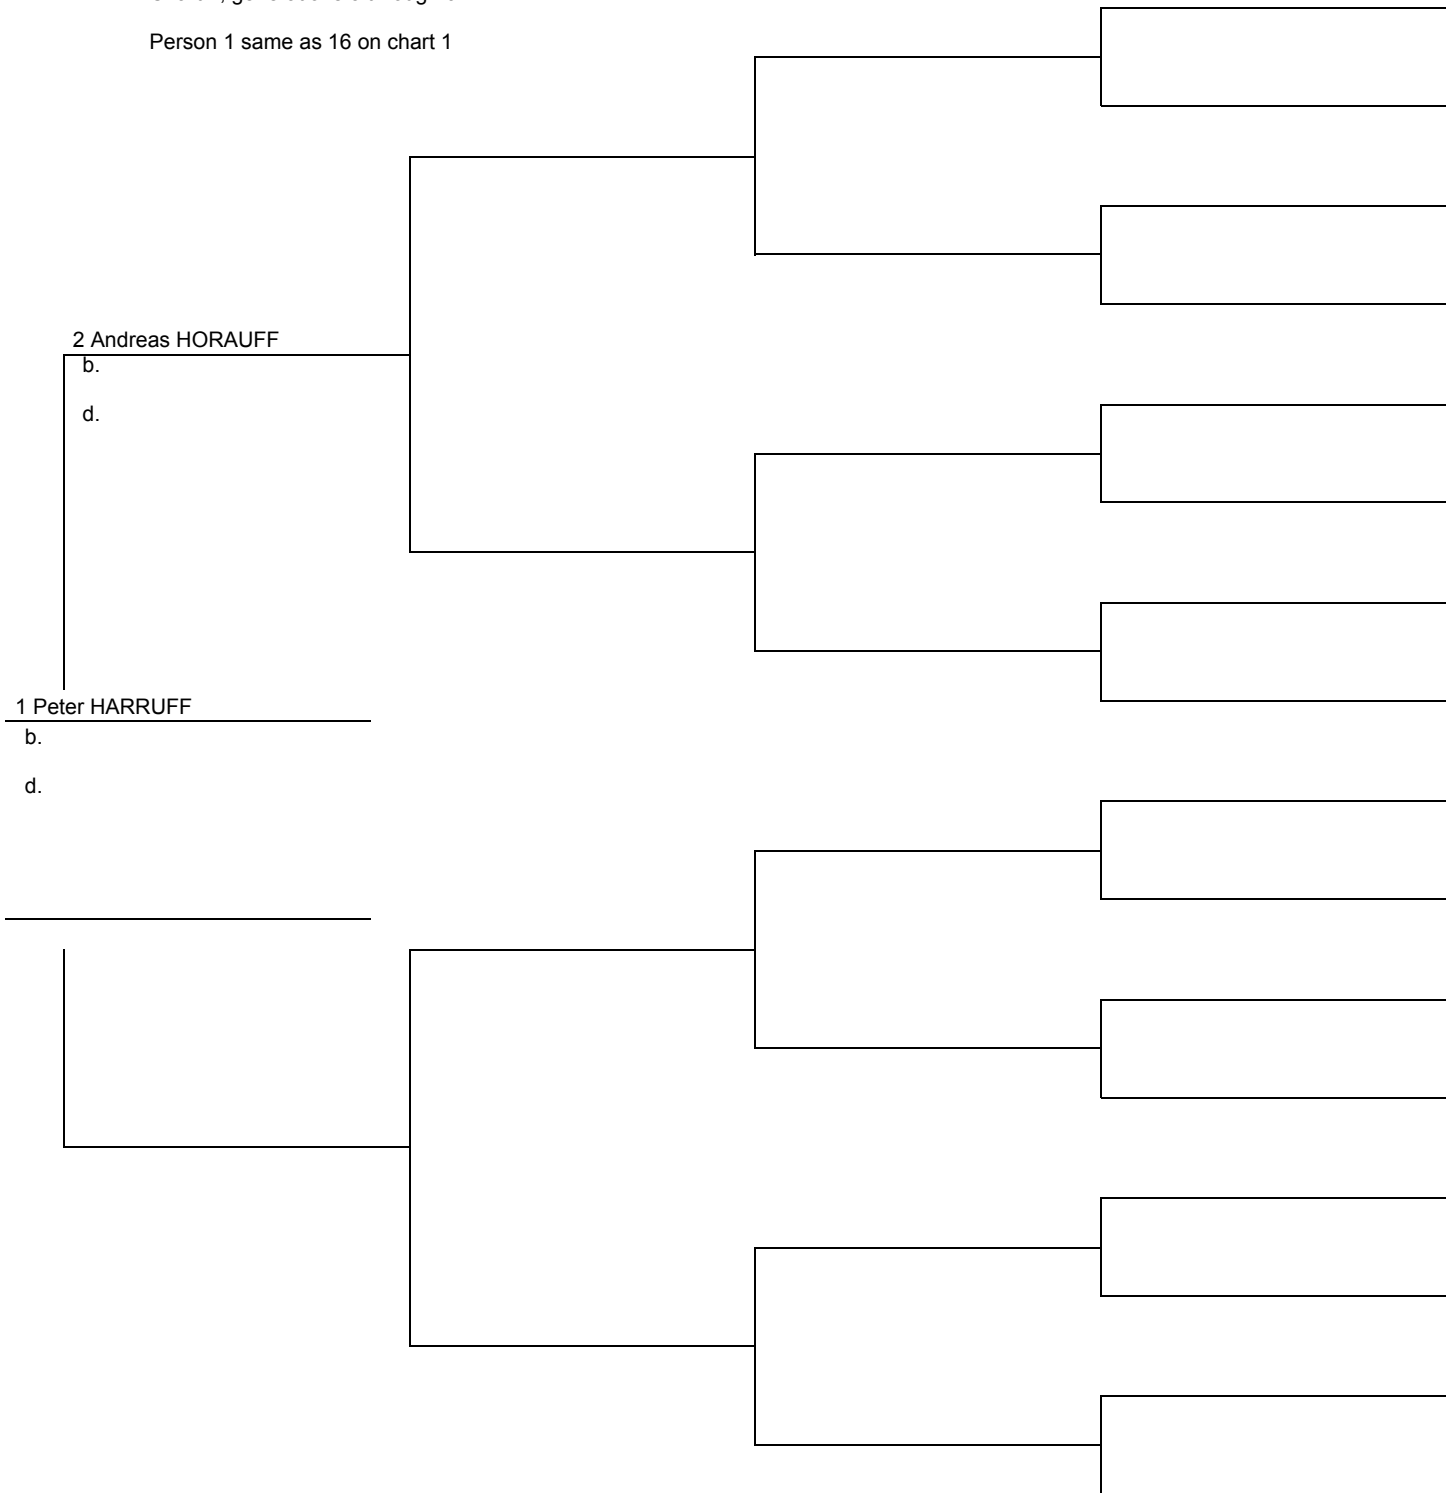 Person 1 same as 16 on chart 1
2 Andreas HORAUFF
b.
d.
1 Peter HARRUFF
b.
d.